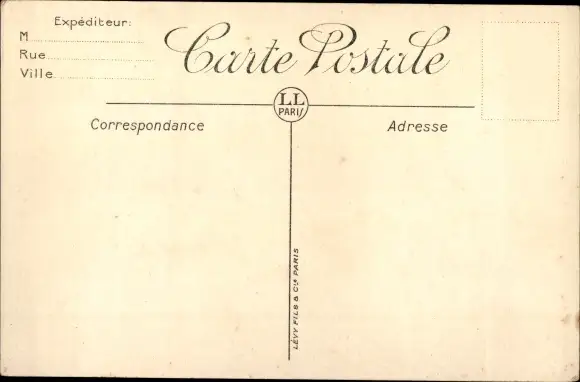 Expéditeur:
M
Rue
Ville
Carte Postale
LL
PARIS
Correspondance
Adresse
LÉVY FILS & Cie PARIS